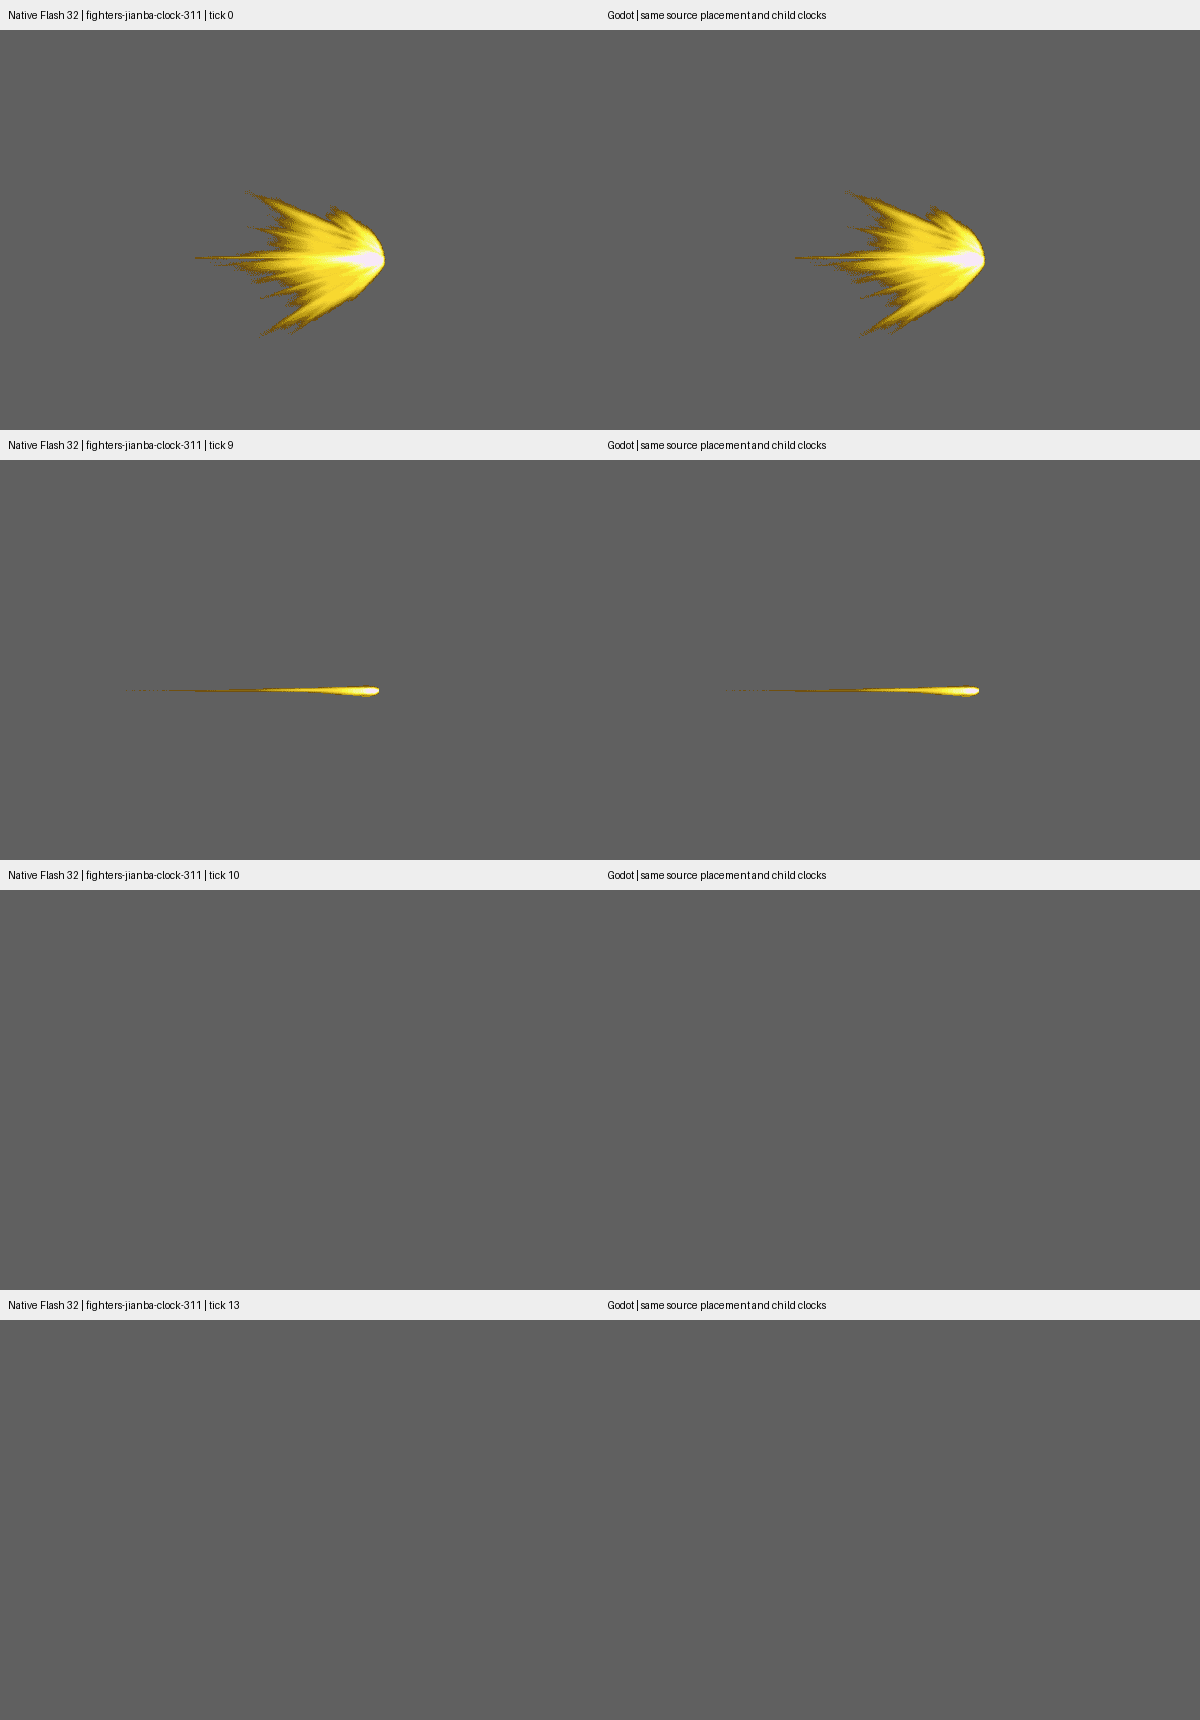 Native Flash 32 | fighters-jianba-clock-311 | tick 0
Godot | same source placement and child clocks
Native Flash 32 | fighters-jianba-clock-311 | tick 9
Godot | same source placement and child clocks
Native Flash 32 | fighters-jianba-clock-311 | tick 10
Godot | same source placement and child clocks
Native Flash 32 | fighters-jianba-clock-311 | tick 13
Godot | same source placement and child clocks